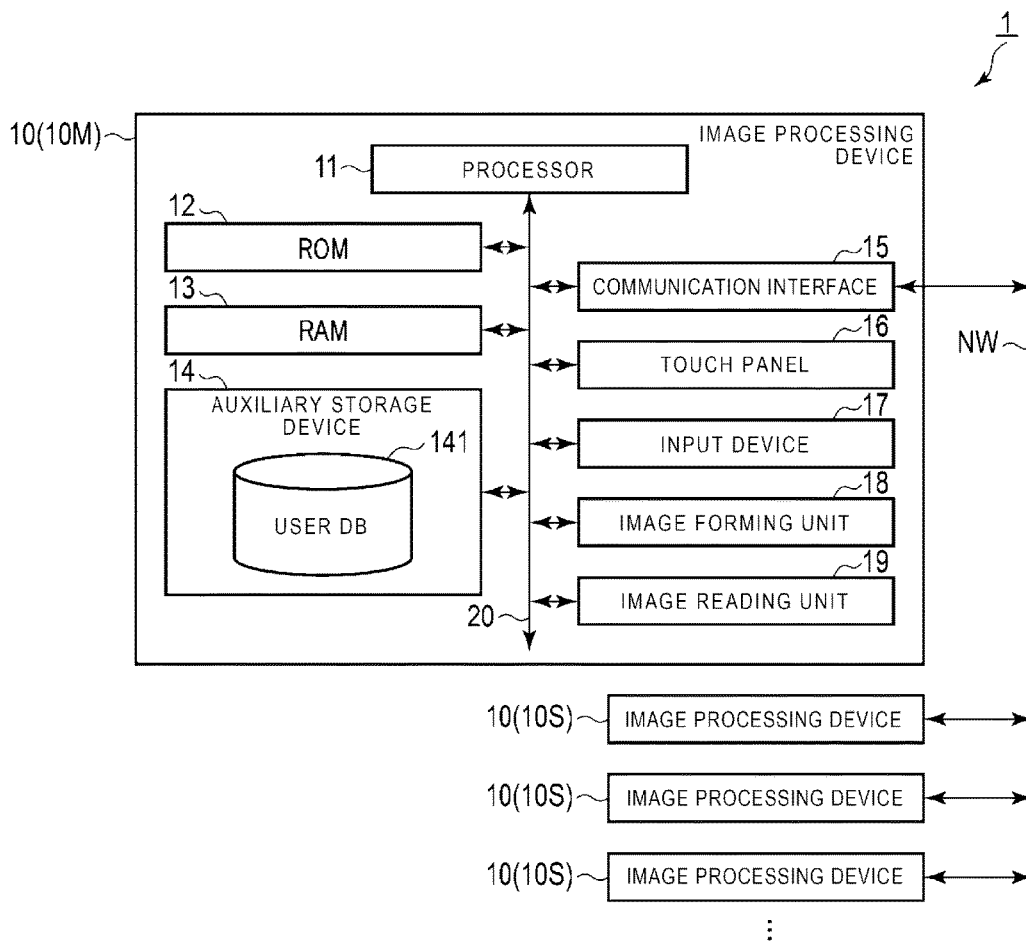 1
10(10M)
IMAGE PROCESSING
DEVICE
11
PROCESSOR
12
ROM
15
COMMUNICATION INTERFACE
13
RAM
16
TOUCH PANEL
NW
14
AUXILIARY STORAGE
DEVICE
141
USER DB
17
INPUT DEVICE
18
IMAGE FORMING UNIT
19
IMAGE READING UNIT
20
10(10S)
IMAGE PROCESSING DEVICE
10(10S)
IMAGE PROCESSING DEVICE
10(10S)
IMAGE PROCESSING DEVICE
⋮